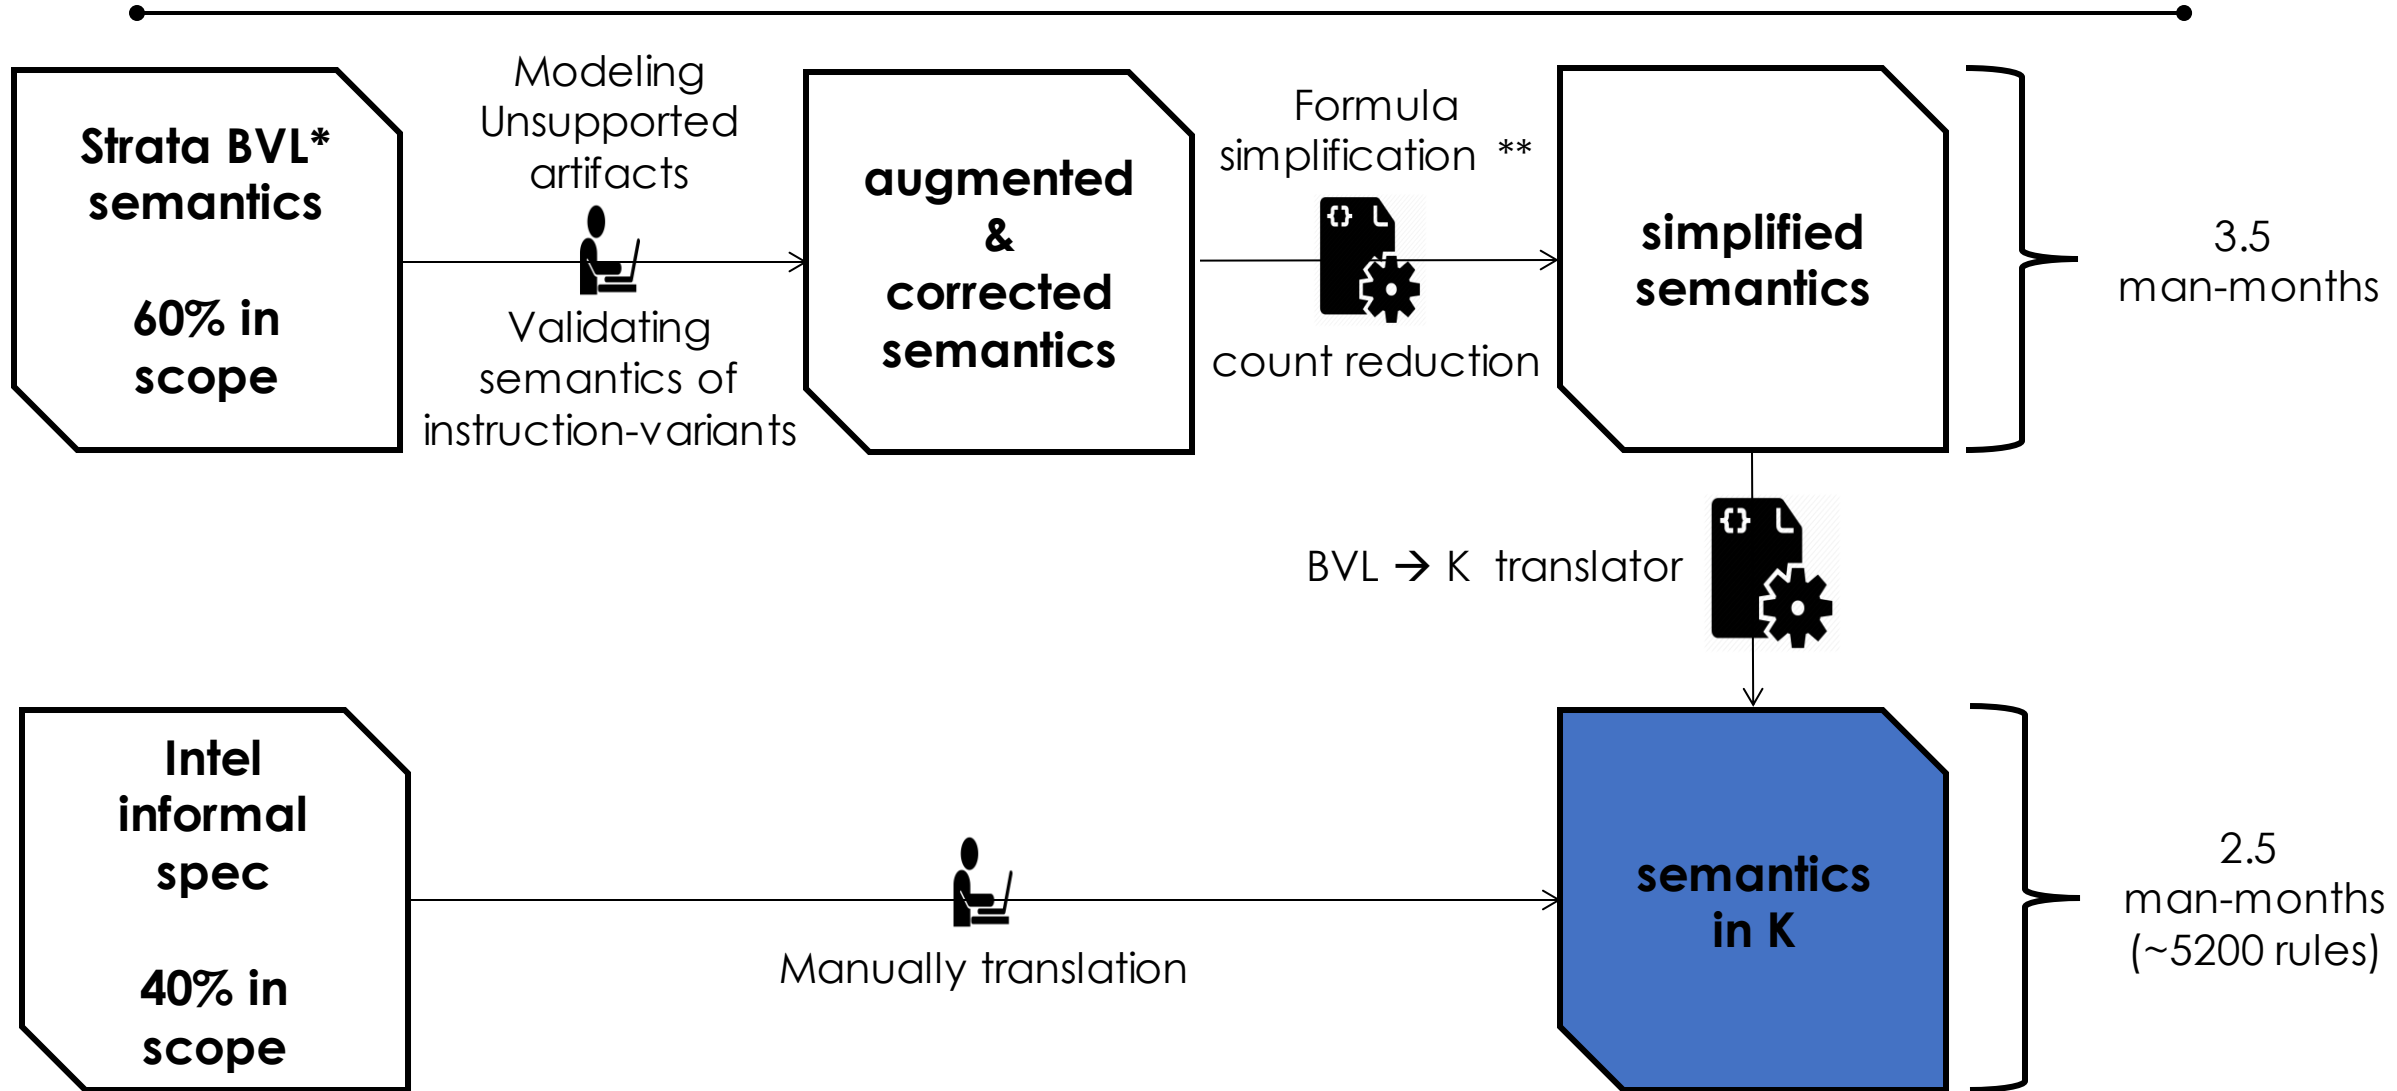 Strata BVL*
semantics
60% in
scope
Modeling
Unsupported
artifacts
Validating
semantics of
instruction-variants
augmented
&
corrected
semantics
Formula
simplification **
{} L
count reduction
simplified
semantics
3.5
man-months
BVL → K translator
{} L
Intel
informal
spec
40% in
scope
Manually translation
semantics
in K
2.5
man-months
(~5200 rules)